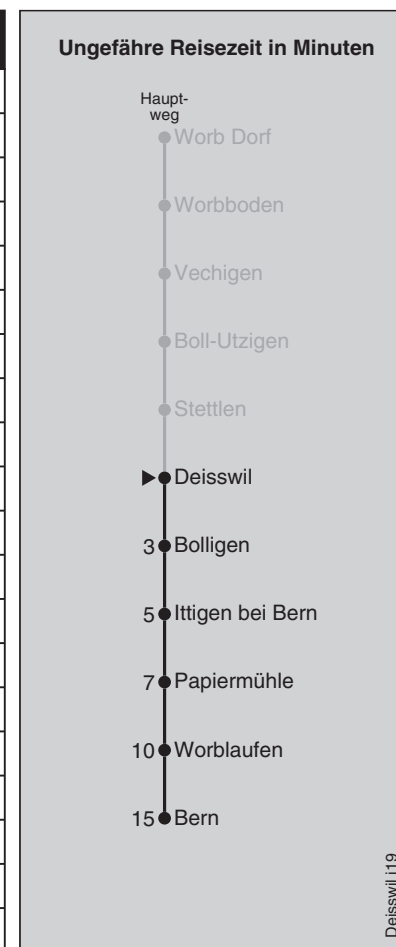 Ungefähre Reisezeit in Minuten
Haupt-
weg
Worb Dorf
Worbboden
Vechigen
Boll-Utzigen
Stettlen
Deisswil
3 Bolligen
5 Ittigen bei Bern
7 Papiermühle
10 Worblaufen
15 Bern
Deisswil j19